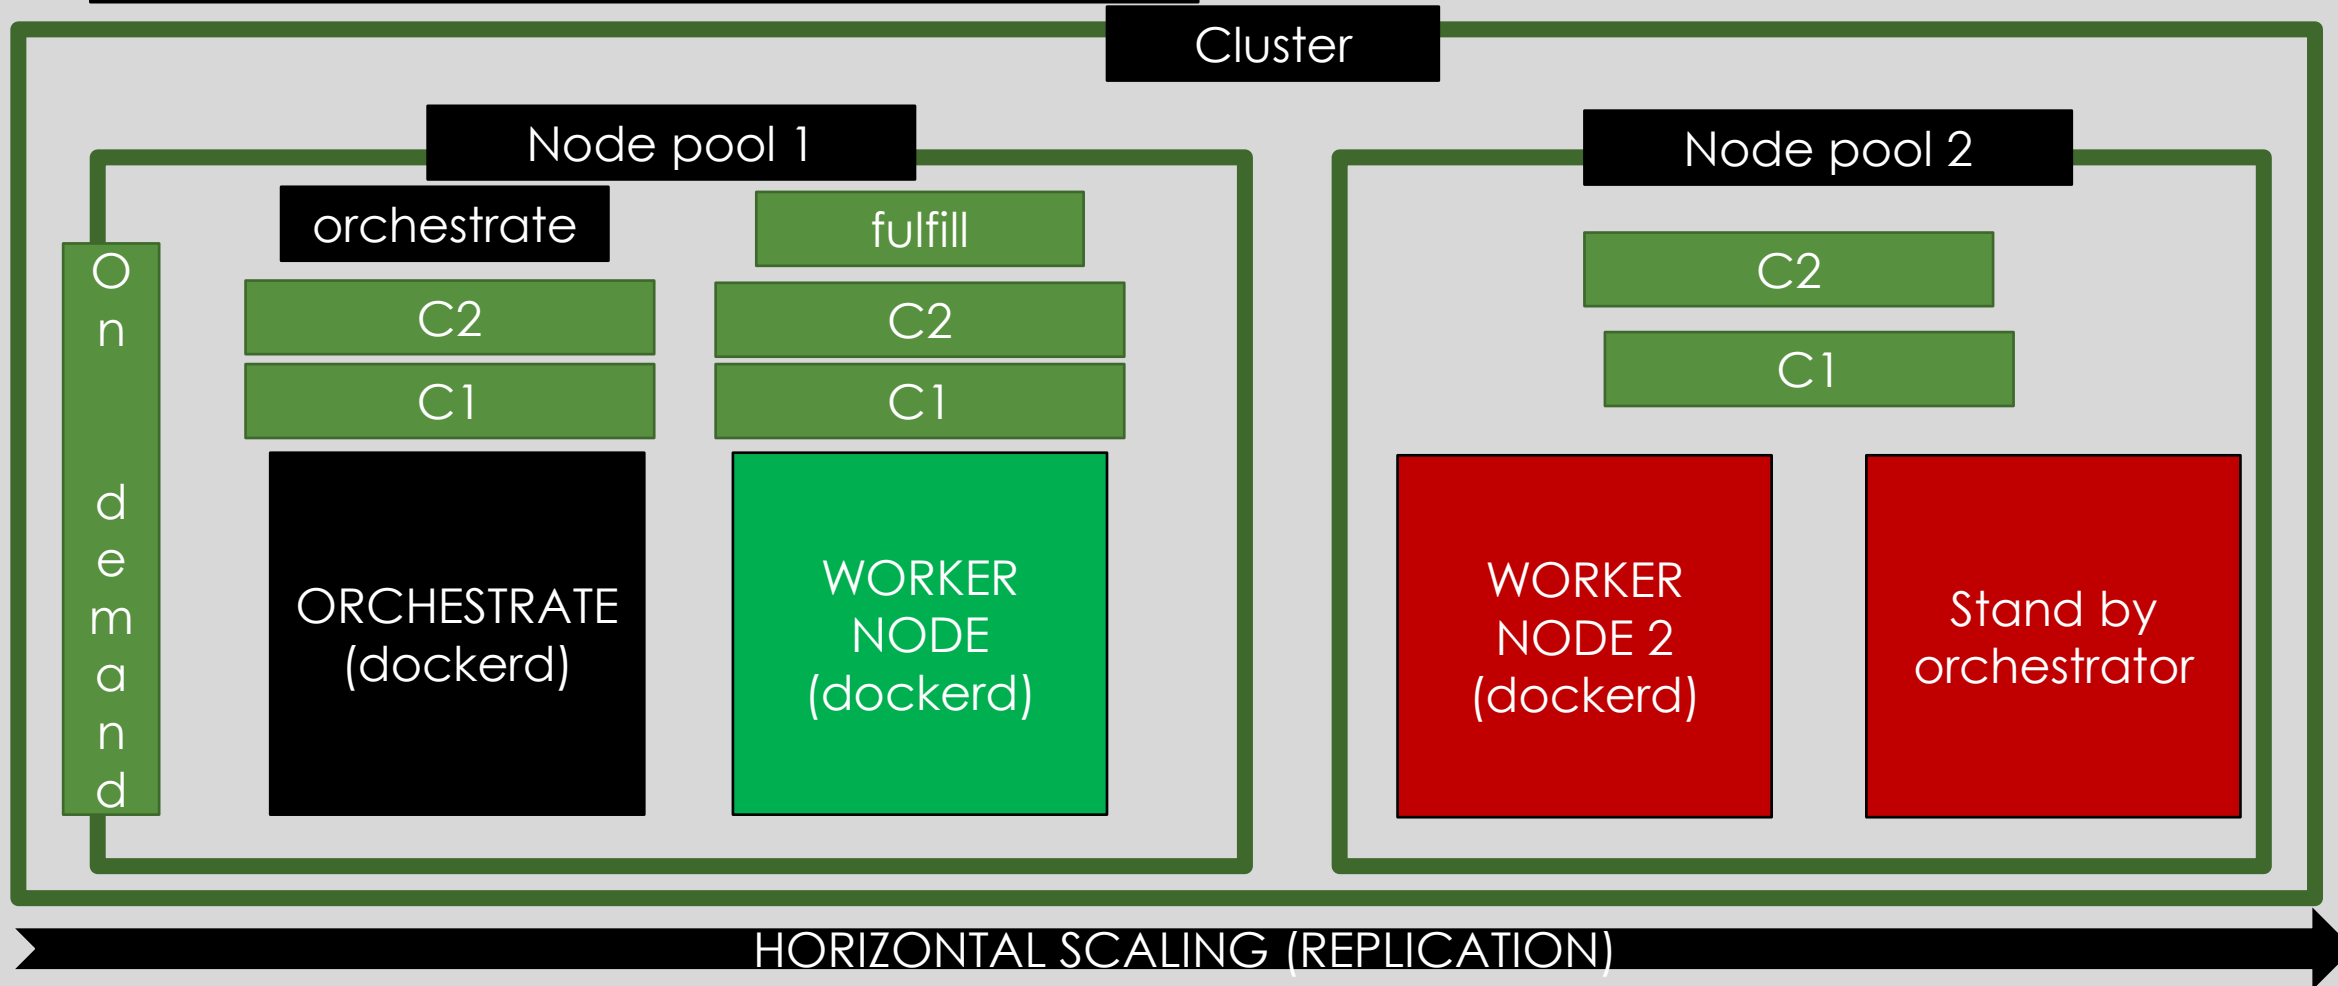 Cluster
Node pool 1
Node pool 2
orchestrate
fulfill
On demand
C2
C1
C2
C1
C2
C1
ORCHESTRATE
(dockerd)
WORKER
NODE
(dockerd)
WORKER
NODE 2
(dockerd)
Stand by
orchestrator
HORIZONTAL SCALING (REPLICATION)